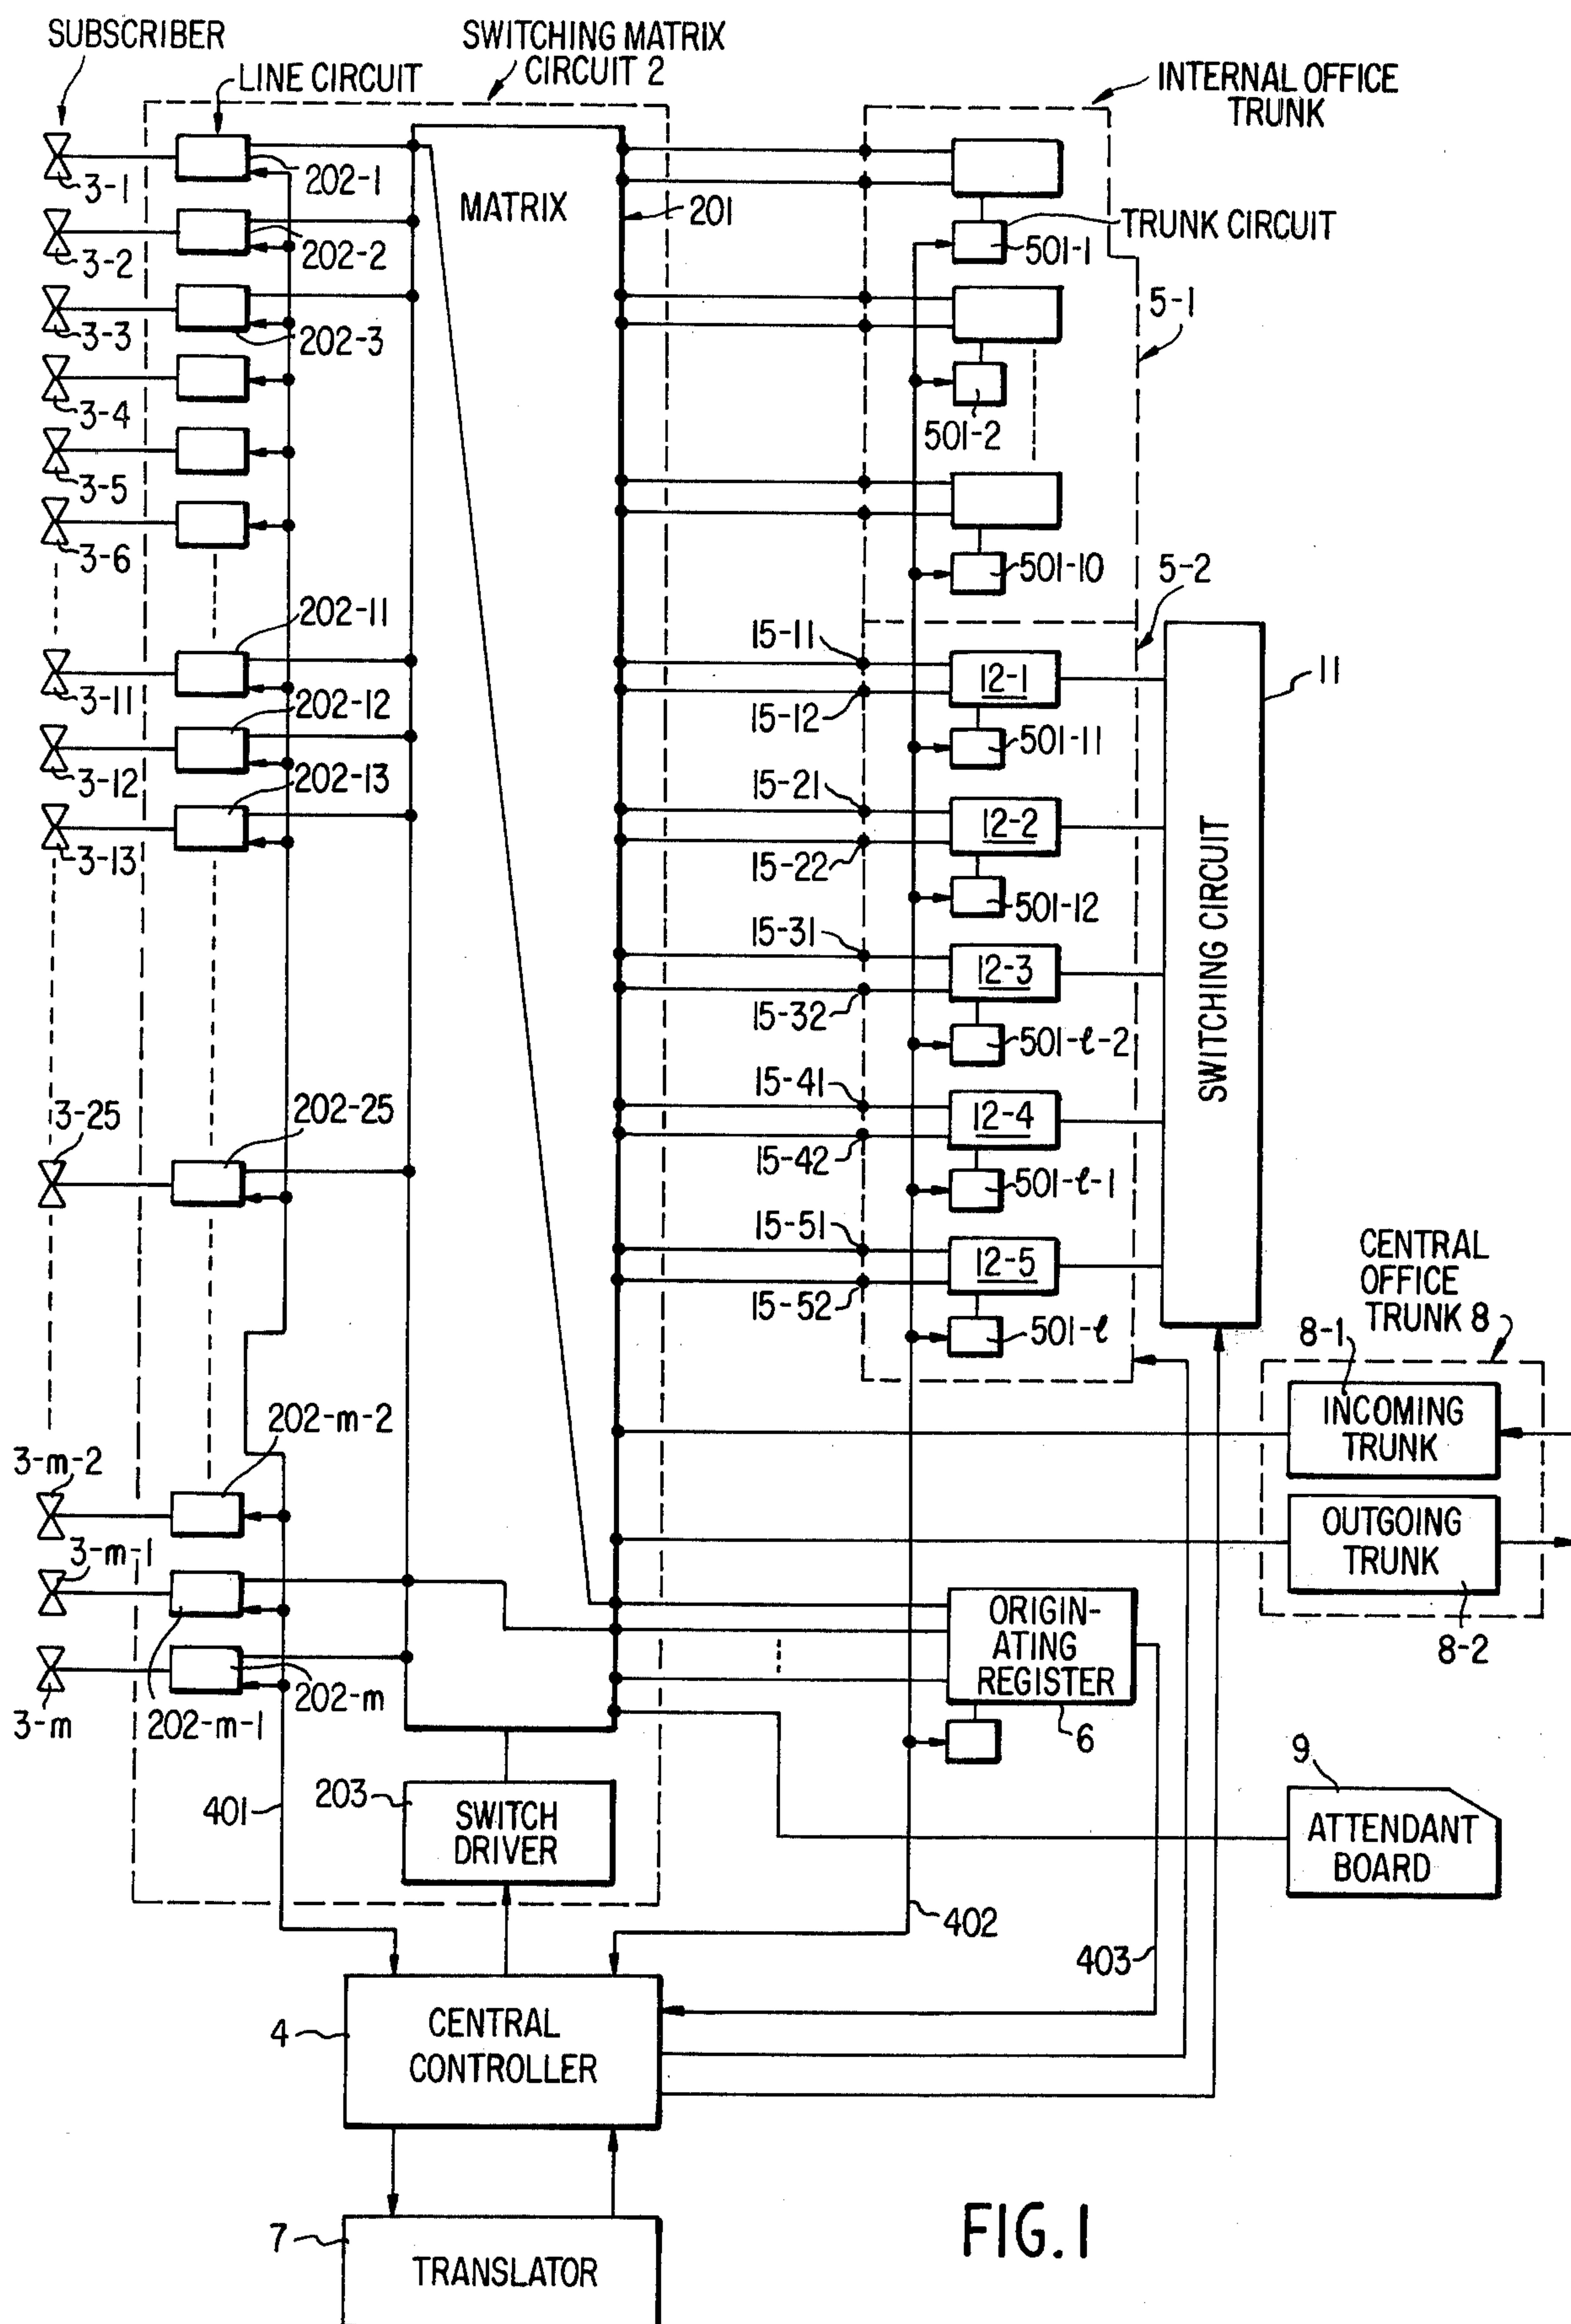 SUBSCRIBER
SWITCHING MATRIX
CIRCUIT 2
LINE CIRCUIT
INTERNAL OFFICE
TRUNK
3-1
202-1
MATRIX
201
TRUNK CIRCUIT
501-1
3-2
202-2
3-3
202-3
5-1
3-4
501-2
3-5
3-6
501-10
5-2
202-11
15-11
12-1
11
3-11
202-12
15-12
501-11
3-12
202-13
15-21
12-2
3-13
15-22
501-12
SWITCHING CIRCUIT
15-31
12-3
15-32
501-ℓ-2
3-25
202-25
15-41
12-4
15-42
501-ℓ-1
15-51
12-5
15-52
501-ℓ
CENTRAL
OFFICE
TRUNK 8
8-1
INCOMING
TRUNK
202-m-2
3-m-2
OUTGOING
TRUNK
8-2
3-m-1
ORIGIN-
ATING
REGISTER
6
202-m
3-m
202-m-1
9
ATTENDANT
BOARD
401
203
SWITCH
DRIVER
402
403
4
CENTRAL
CONTROLLER
7
TRANSLATOR
FIG. 1